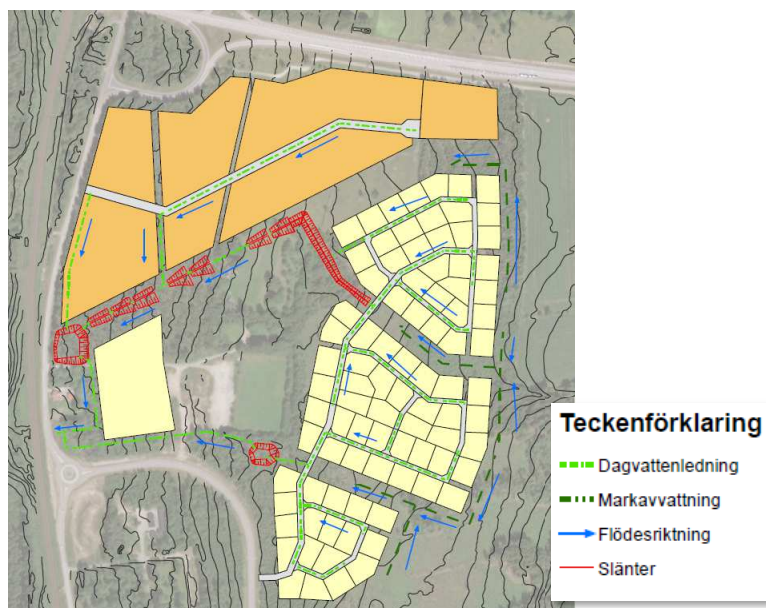 Teckenförklaring
Dagvattenledning
Markavvattning
Flödesriktning
Slänter